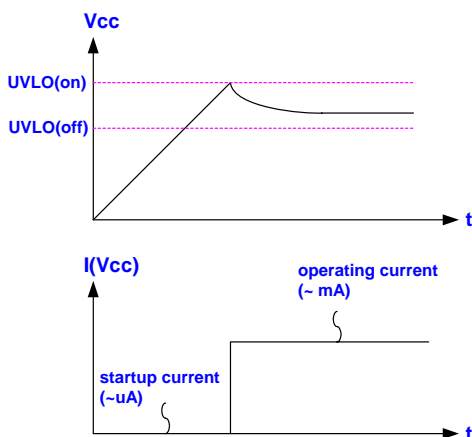 Vcc
UVLO(on)
UVLO(off)
t
I(Vcc)
operating current
(~ mA)
startup current
(~uA)
t